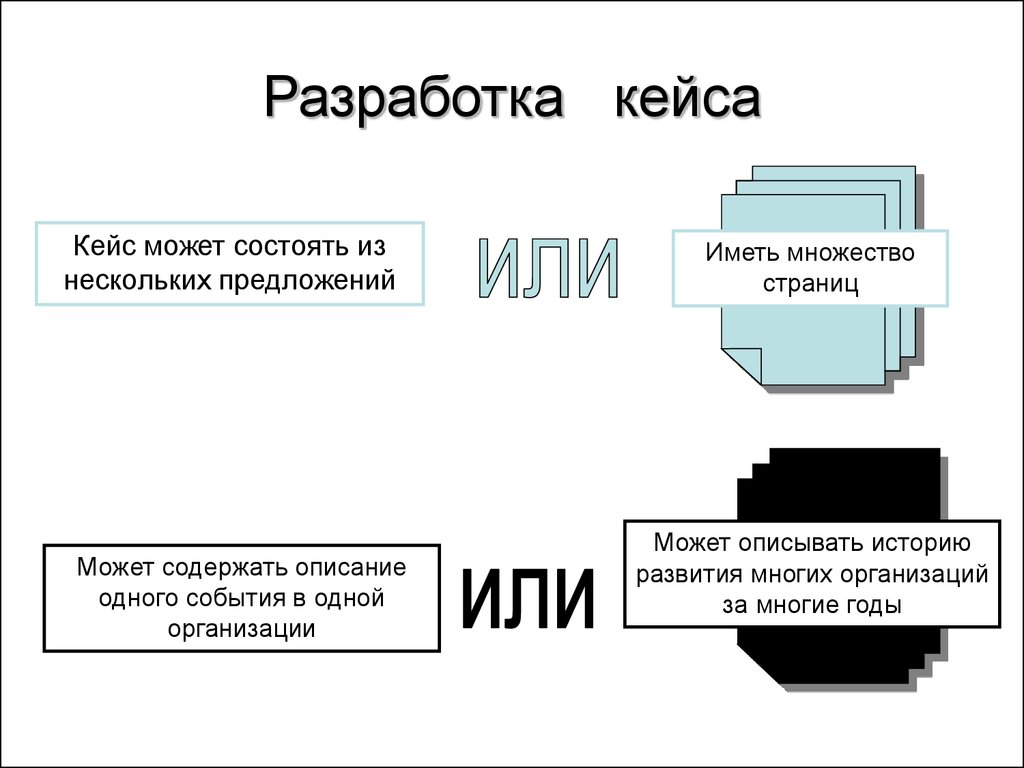 Разработка кейса
Кейс может состоять из
нескольких предложений
ИЛИ
Иметь множество
страниц
Может содержать описание
одного события в одной
организации
ИЛИ
Может описывать историю
развития многих организаций
за многие годы